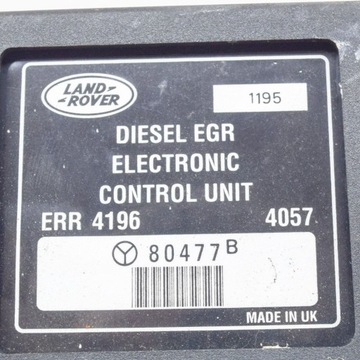 LAND
ROVER
1195
DIESEL EGR
ELECTRONIC
CONTROL UNIT
ERR 4196 4057
80477B
MADE IN UK